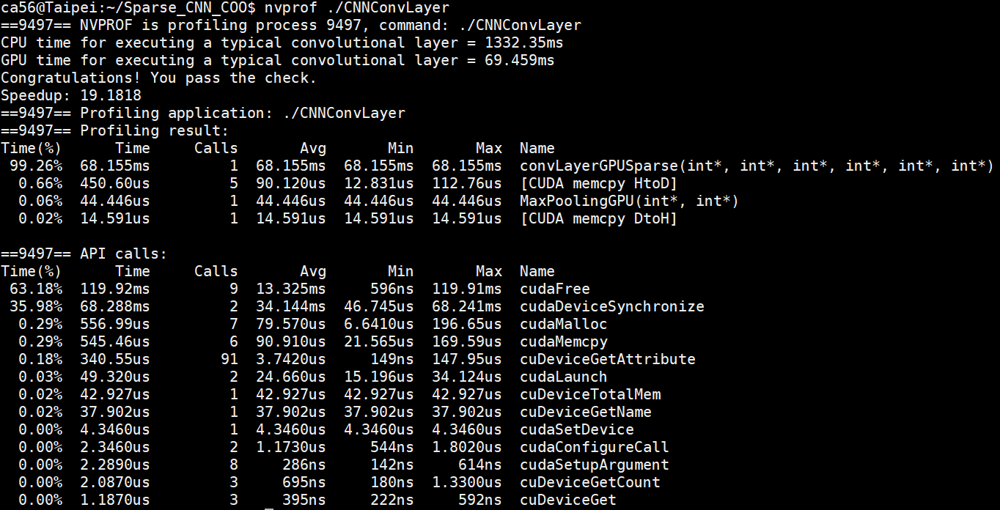 ca56@Taipei:~/Sparse_CNN_COO$ nvprof ./CNNConvLayer
==9497== NVPROF is profiling process 9497, command: ./CNNConvLayer
CPU time for executing a typical convolutional layer = 1332.35ms
GPU time for executing a typical convolutional layer = 69.459ms
Congratulations! You pass the check.
Speedup: 19.1818
==9497== Profiling application: ./CNNConvLayer
==9497== Profiling result:
Time(%)      Time     Calls       Avg       Min       Max  Name
 99.26%  68.155ms         1  68.155ms  68.155ms  68.155ms  convLayerGPUSparse(int*, int*, int*, int*, int*, int*)
  0.66%  450.60us         5  90.120us  12.831us  112.76us  [CUDA memcpy HtoD]
  0.06%  44.446us         1  44.446us  44.446us  44.446us  MaxPoolingGPU(int*, int*)
  0.02%  14.591us         1  14.591us  14.591us  14.591us  [CUDA memcpy DtoH]

==9497== API calls:
Time(%)      Time     Calls       Avg       Min       Max  Name
 63.18%  119.92ms         9  13.325ms     596ns  119.91ms  cudaFree
 35.98%  68.288ms         2  34.144ms  46.745us  68.241ms  cudaDeviceSynchronize
  0.29%  556.99us         7  79.570us  6.6410us  196.65us  cudaMalloc
  0.29%  545.46us         6  90.910us  21.565us  169.59us  cudaMemcpy
  0.18%  340.55us        91  3.7420us     149ns  147.95us  cuDeviceGetAttribute
  0.03%  49.320us         2  24.660us  15.196us  34.124us  cudaLaunch
  0.02%  42.927us         1  42.927us  42.927us  42.927us  cuDeviceTotalMem
  0.02%  37.902us         1  37.902us  37.902us  37.902us  cuDeviceGetName
  0.00%  4.3460us         1  4.3460us  4.3460us  4.3460us  cudaSetDevice
  0.00%  2.3460us         2  1.1730us     544ns  1.8020us  cudaConfigureCall
  0.00%  2.2890us         8     286ns     142ns     614ns  cudaSetupArgument
  0.00%  2.0870us         3     695ns     180ns  1.3300us  cuDeviceGetCount
  0.00%  1.1870us         3     395ns     222ns     592ns  cuDeviceGet